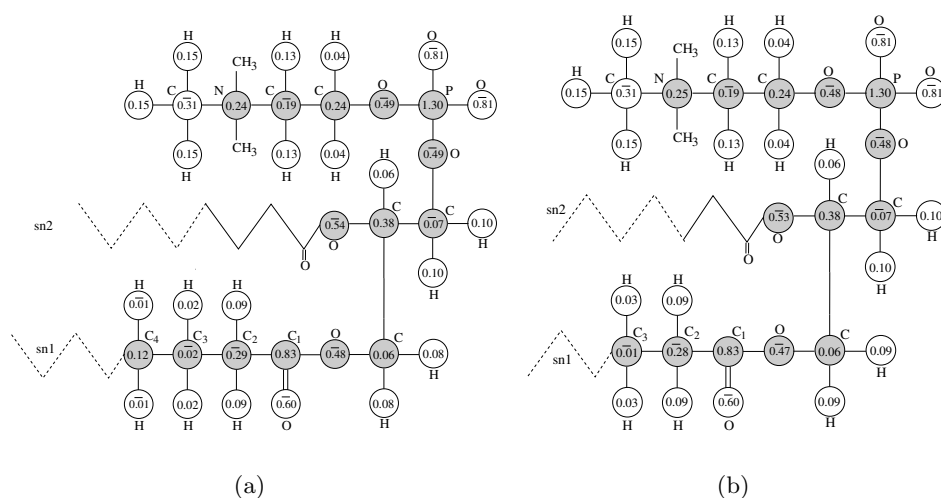 H H H O
0.15 CH3 0.13 0.04 0̄.81
H C N C C O P O
0.15 0̄.31 0.24 0̄.19 0.24 0̄.49 1.30 0̄.81
0.15 CH3 0.13 0.04 0̄.49 O
H H H H
0.06
sn2 0̄.54 0.38 C 0̄.07 C 0.10
O O H
0.10
H
H H H
0̄.01 0.02 0.09
C4 C3 C2 C1 O C
sn1 0.12 0̄.02 0̄.29 0.83 0̄.48 0.06 0.08
H
0̄.01 0.02 0.09 0̄.60 0.08
H H H O H
(a)
H H H O
0.15 CH3 0.13 0.04 0̄.81
H C N C C O P O
0.15 0̄.31 0.25 0̄.19 0.24 0̄.48 1.30 0̄.81
0.15 CH3 0.13 0.04 0̄.48 O
H H H H
0.06
sn2 0̄.53 0.38 C 0̄.07 C 0.10
O O H
0.10
H
H H
0.03 0.09
C3 C2 C1 O C
sn1 0̄.01 0̄.28 0.83 0̄.47 0.06 0.09
H
0.03 0.09 0̄.60 0.09
H H O H
(b)